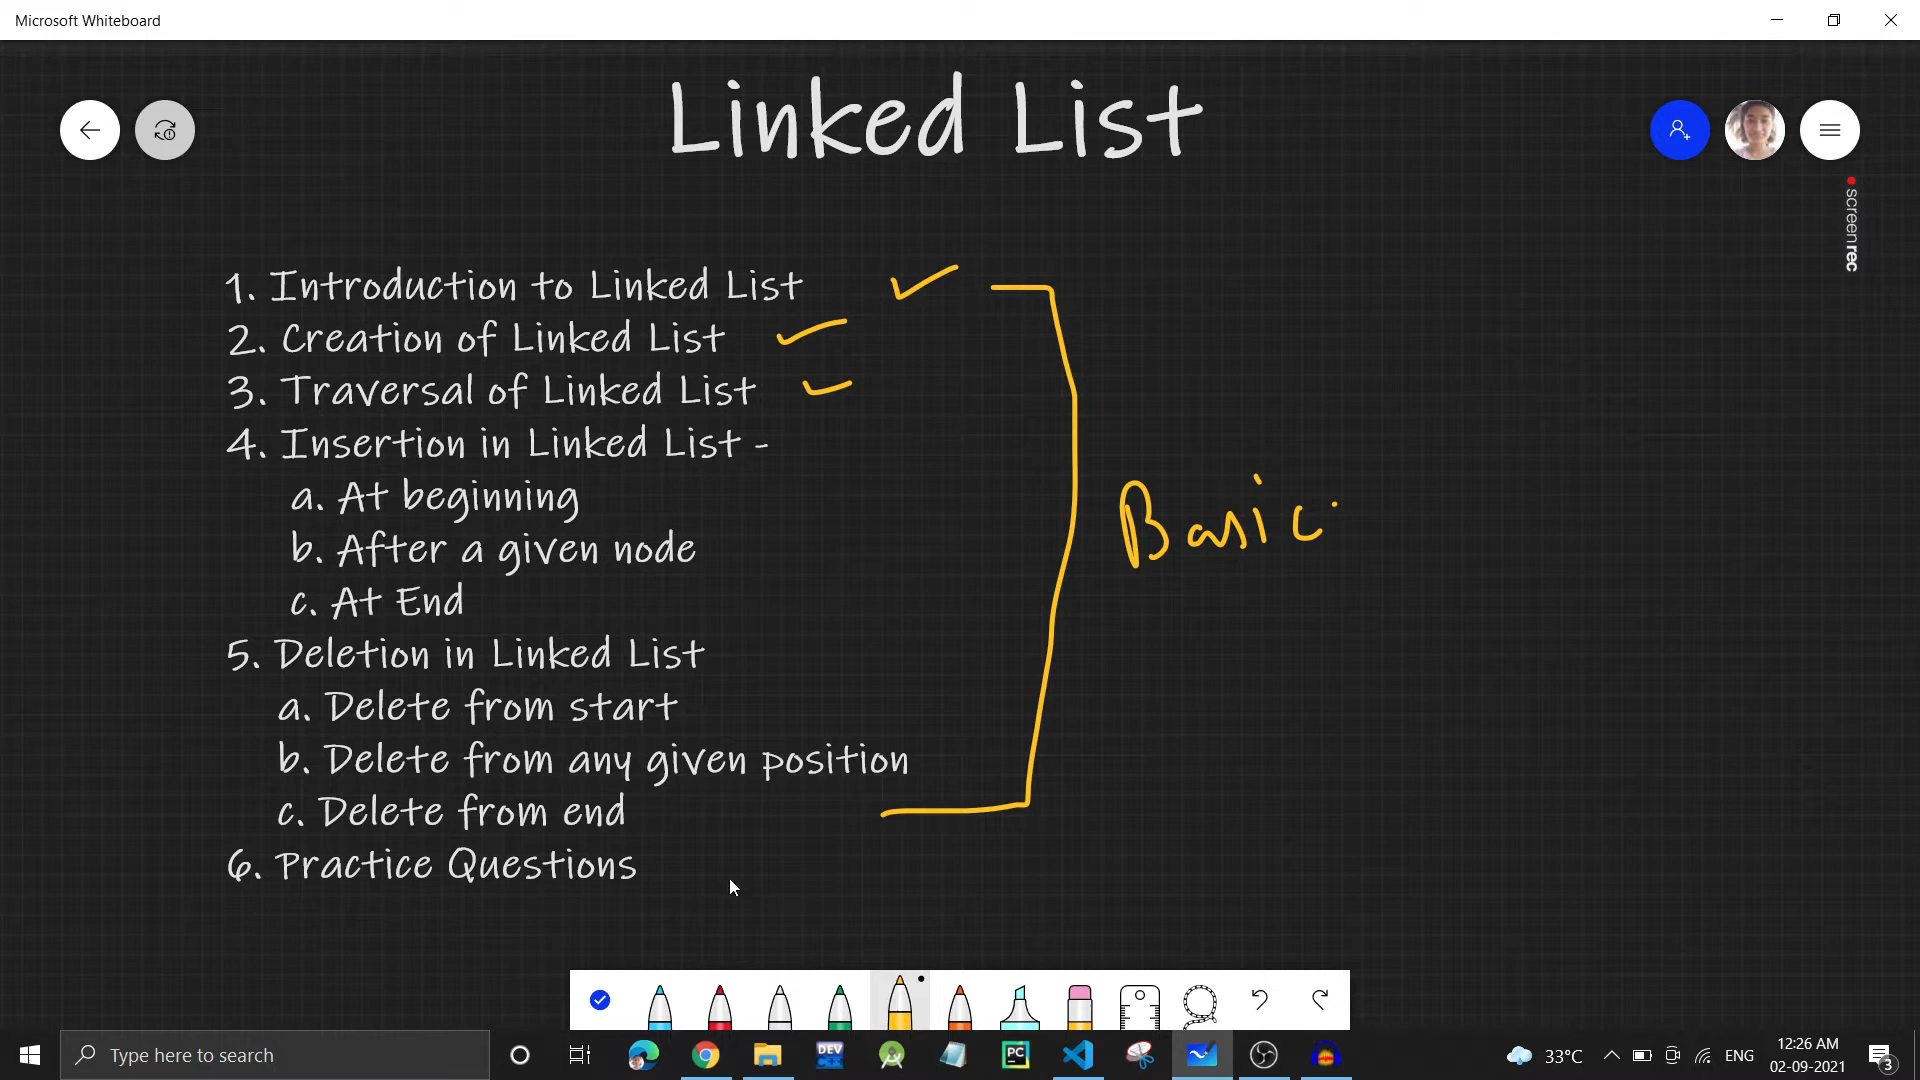 Microsoft Whiteboard
Linked List
screenrec
1. Introduction to Linked List
2. Creation of Linked List
3. Traversal of Linked List
4. Insertion in Linked List -
a. At beginning
b. After a given node
c. At End
5. Deletion in Linked List
a. Delete from start
b. Delete from any given position
c. Delete from end
6. Practice Questions
Basic
Type here to search
DEV
PC
33°C
ENG
12:26 AM
02-09-2021
3